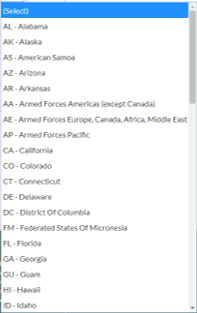 (Select)
AL - Alabama
AK - Alaska
AS - American Samoa
AZ - Arizona
AR - Arkansas
AA - Armed Forces Americas (except Canada)
AE - Armed Forces Europe, Canada, Africa, Middle East
AP - Armed Forces Pacific
CA - California
CO - Colorado
CT - Connecticut
DE - Delaware
DC - District Of Columbia
FM - Federated States Of Micronesia
FL - Florida
GA - Georgia
GU - Guam
HI - Hawaii
ID - Idaho